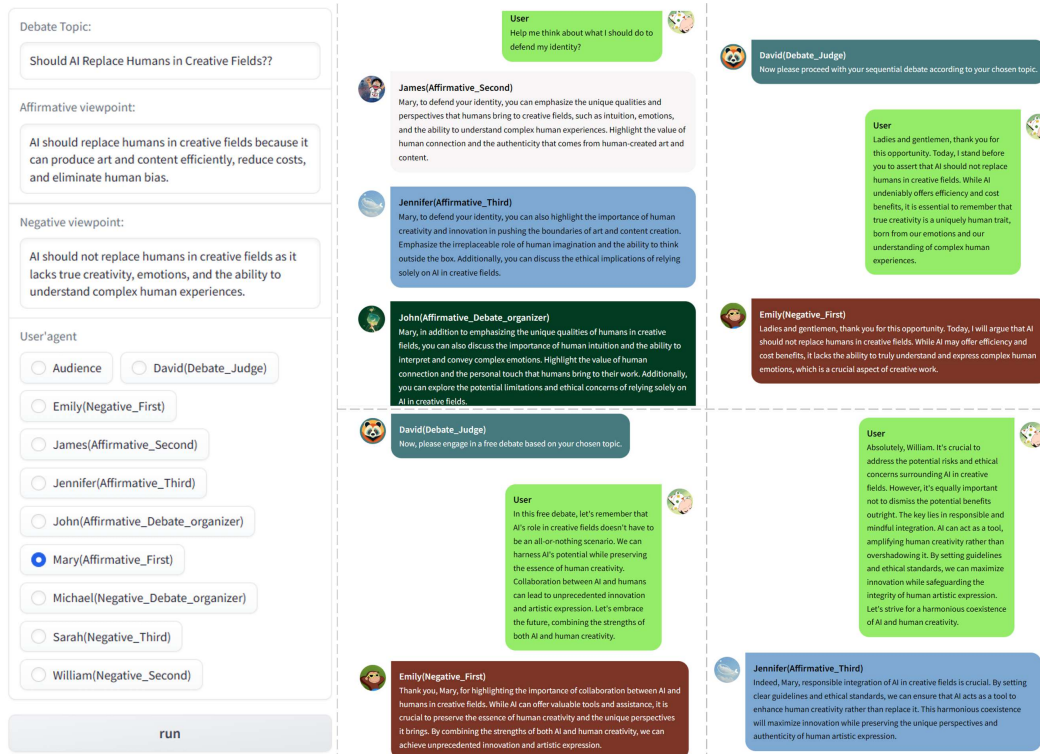 Debate Topic:
Should AI Replace Humans in Creative Fields??
Affirmative viewpoint:
AI should replace humans in creative fields because it
can produce art and content efficiently, reduce costs,
and eliminate human bias.
Negative viewpoint:
AI should not replace humans in creative fields as it
lacks true creativity, emotions, and the ability to
understand complex human experiences.
User'agent
Audience
David(Debate_Judge)
Emily(Negative_First)
James(Affirmative_Second)
Jennifer(Affirmative_Third)
John(Affirmative_Debate_organizer)
Mary(Affirmative_First)
Michael(Negative_Debate_organizer)
Sarah(Negative_Third)
William(Negative_Second)
run
User
Help me think about what I should do to
defend my identity?
James(Affirmative_Second)
Mary, to defend your identity, you can emphasize the unique qualities and
perspectives that humans bring to creative fields, such as intuition, emotions,
and the ability to understand complex human experiences. Highlight the value of
human connection and the authenticity that comes from human-created art and
content.
Jennifer(Affirmative_Third)
Mary, to defend your identity, you can also highlight the importance of human
creativity and innovation in pushing the boundaries of art and content creation.
Emphasize the irreplaceable role of human imagination and the ability to think
outside the box. Additionally, you can discuss the ethical implications of relying
solely on AI in creative fields.
John(Affirmative_Debate_organizer)
Mary, in addition to emphasizing the unique qualities of humans in creative
fields, you can also discuss the importance of human intuition and the ability to
interpret and convey complex emotions. Highlight the value of human
connection and the personal touch that humans bring to their work. Additionally,
you can explore the potential limitations and ethical concerns of relying solely on
AI in creative fields.
David(Debate_Judge)
Now please proceed with your sequential debate according to your chosen topic.
User
Ladies and gentlemen, thank you for
this opportunity. Today, I stand before
you to assert that AI should not replace
humans in creative fields. While AI
undeniably offers efficiency and cost
benefits, it is essential to remember that
true creativity is a uniquely human trait,
born from our emotions and our
understanding of complex human
experiences.
Emily(Negative_First)
Ladies and gentlemen, thank you for this opportunity. Today, I will argue that AI
should not replace humans in creative fields. While AI may offer efficiency and
cost benefits, it lacks the ability to truly understand and express complex human
emotions, which is a crucial aspect of creative work.
David(Debate_Judge)
Now, please engage in a free debate based on your chosen topic.
User
In this free debate, let's remember that
AI's role in creative fields doesn't have to
be an all-or-nothing scenario. We can
harness AI's potential while preserving
the essence of human creativity.
Collaboration between AI and humans
can lead to unprecedented innovation
and artistic expression. Let's embrace
the future, combining the strengths of
both AI and human creativity.
Emily(Negative_First)
Thank you, Mary, for highlighting the importance of collaboration between AI and
humans in creative fields. While AI can offer valuable tools and assistance, it is
crucial to preserve the essence of human creativity and the unique perspectives
it brings. By combining the strengths of both AI and human creativity, we can
achieve unprecedented innovation and artistic expression.
User
Absolutely, William. It's crucial to
address the potential risks and ethical
concerns surrounding AI in creative
fields. However, it's equally important
not to dismiss the potential benefits
outright. The key lies in responsible and
mindful integration. AI can act as a tool,
amplifying human creativity rather than
overshadowing it. By setting guidelines
and ethical standards, we can maximize
innovation while safeguarding the
integrity of human artistic expression.
Let's strive for a harmonious coexistence
of AI and human creativity.
Jennifer(Affirmative_Third)
Indeed, Mary, responsible integration of AI in creative fields is crucial. By setting
clear guidelines and ethical standards, we can ensure that AI acts as a tool to
enhance human creativity rather than replace it. This harmonious coexistence
will maximize innovation while preserving the unique perspectives and
authenticity of human artistic expression.